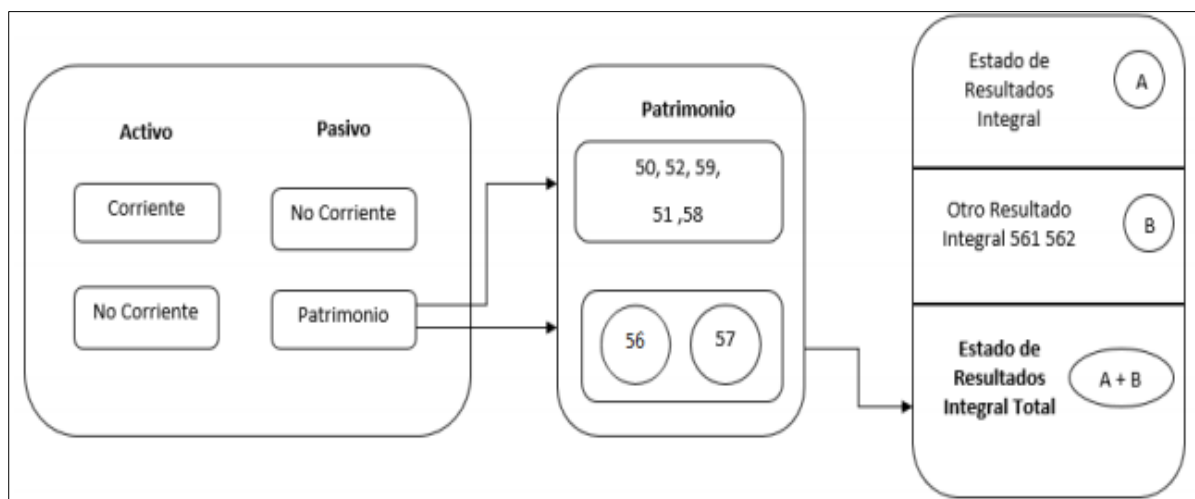 Activo
Corriente
No Corriente
Pasivo
No Corriente
Patrimonio
Patrimonio
50, 52, 59,
51 ,58
56
57
Estado de
Resultados
Integral
A
Otro Resultado
Integral 561 562
B
Estado de
Resultados
Integral Total
A + B